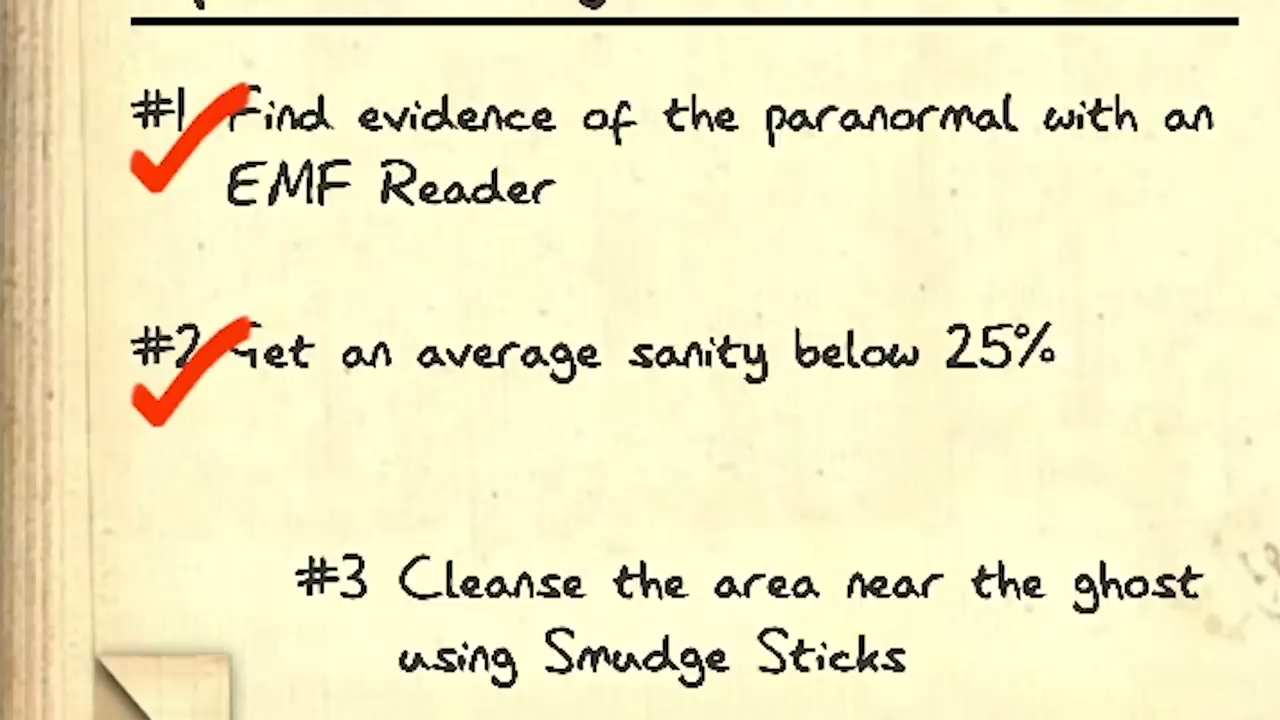 #1 Find evidence of the paranormal with an
EMF Reader
#2 Get an average sanity below 25%
#3 Cleanse the area near the ghost
using Smudge Sticks